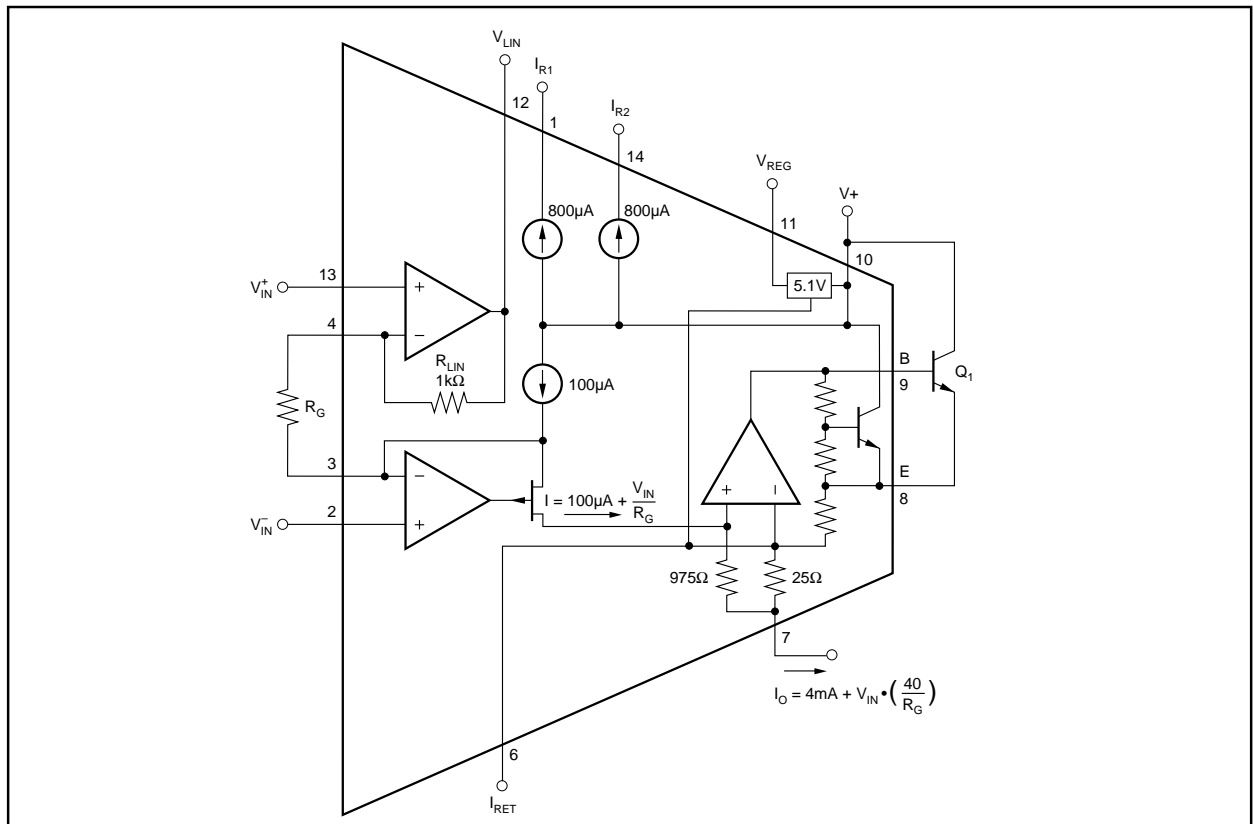 V_LIN
I_R1
12
1
I_R2
14
V_REG
V+
11
10
800µA
800µA
5.1V
13
V_IN^+
+
4
–
R_LIN
1kΩ
100µA
B
9
Q_1
R_G
3
–
E
8
I = 100µA + V_IN/R_G
+
–
2
V_IN^–
+
975Ω
25Ω
7
I_O = 4mA + V_IN • (40/R_G)
6
I_RET